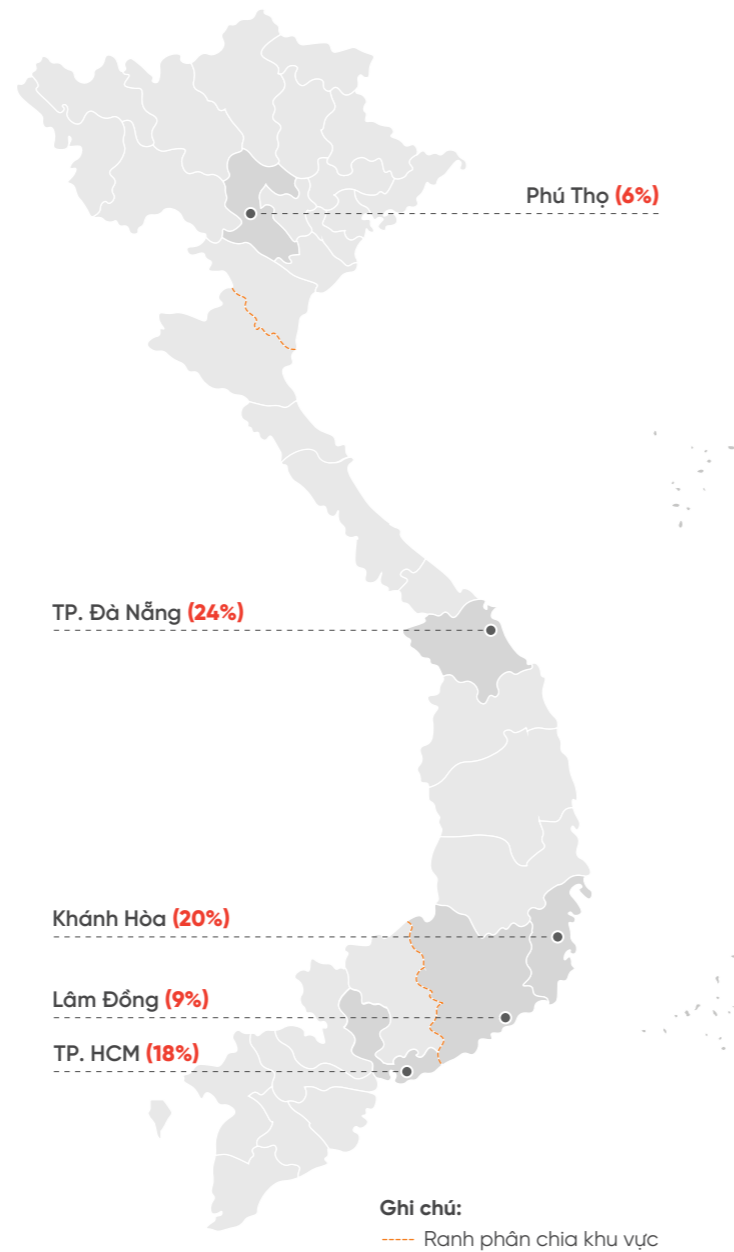 Phú Thọ (6%)
TP. Đà Nẵng (24%)
Khánh Hòa (20%)
Lâm Đồng (9%)
TP. HCM (18%)
Ghi chú:
Ranh phân chia khu vực